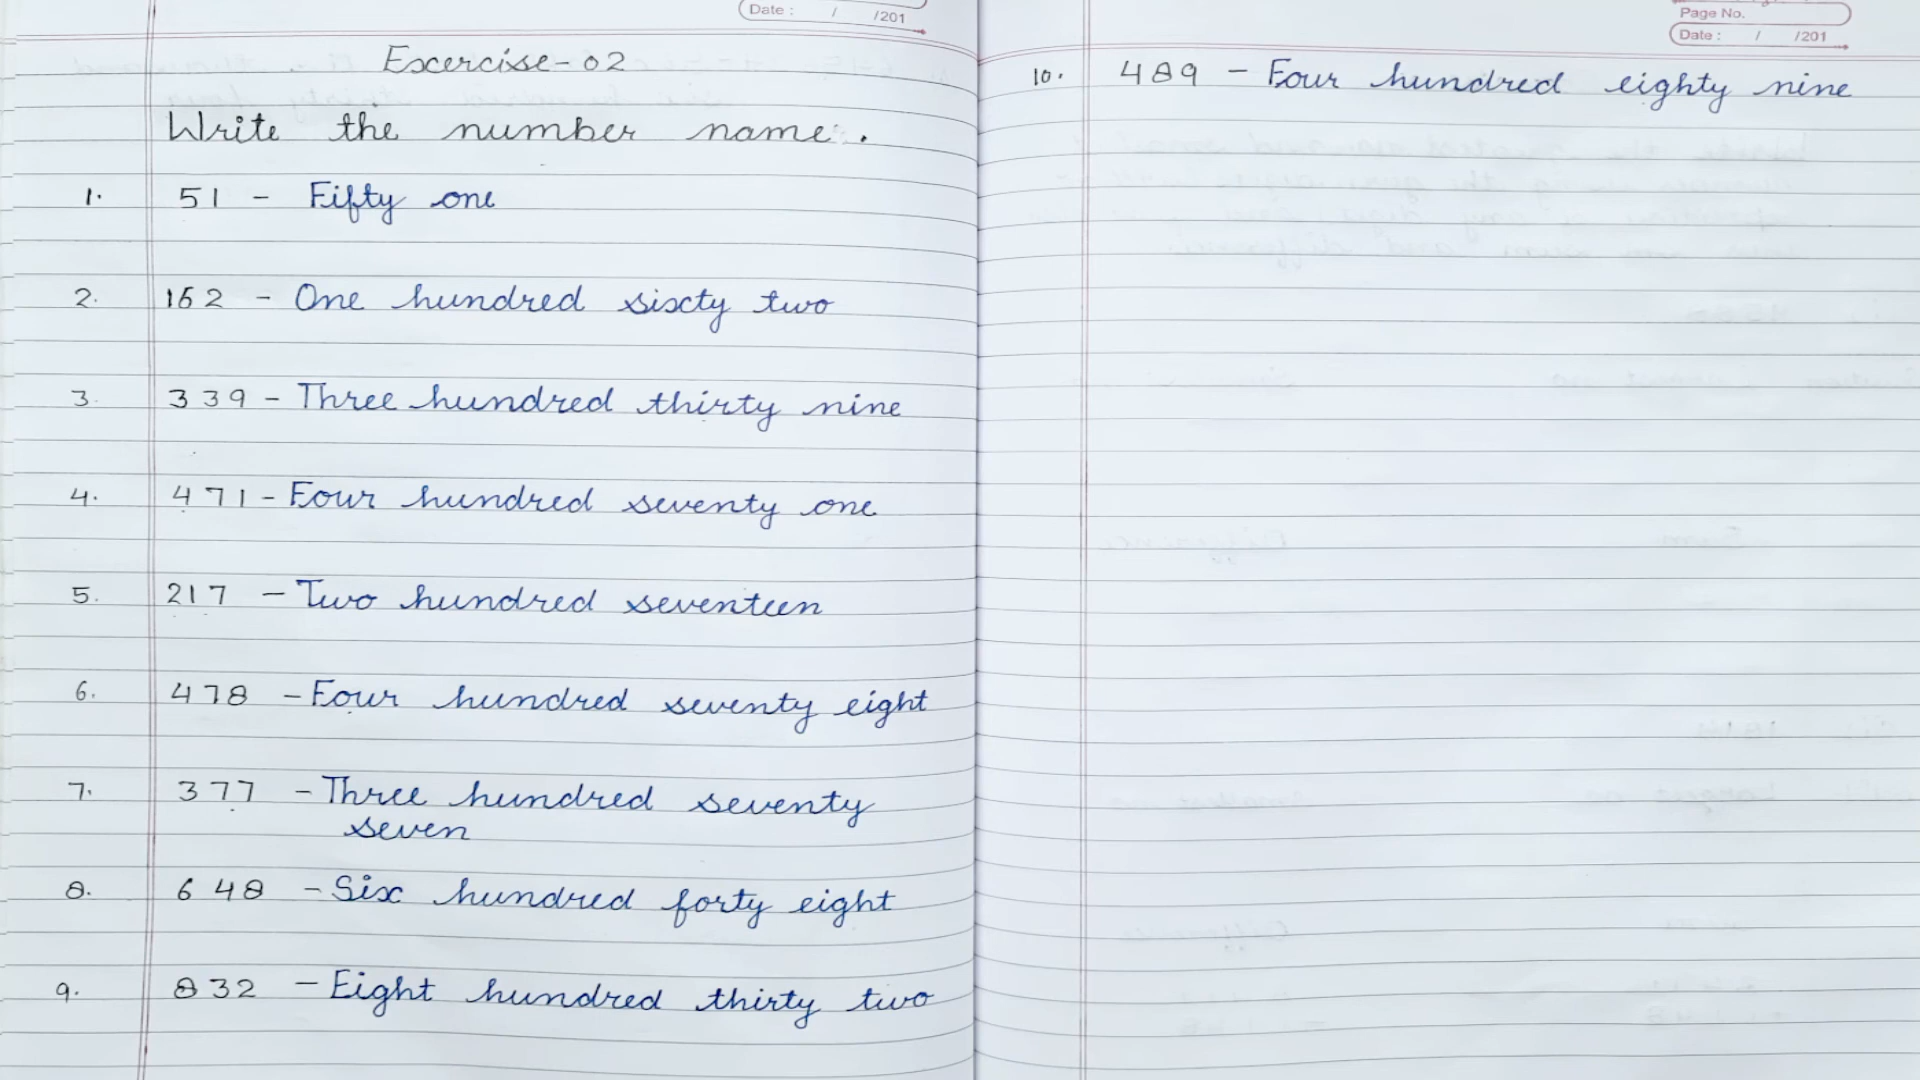 Date : / /201
Exercise-02
Write the number name.
1. 51 - Fifty one
2. 162 - One hundred sixty two
3. 339 - Three hundred thirty nine
4. 471 - Four hundred seventy one
5. 217 - Two hundred seventeen
6. 478 - Four hundred seventy eight
7. 377 - Three hundred seventy
seven
8. 648 - Six hundred forty eight
9. 832 - Eight hundred thirty two
Page No.
Date : / /201
10. 489 - Four hundred eighty nine